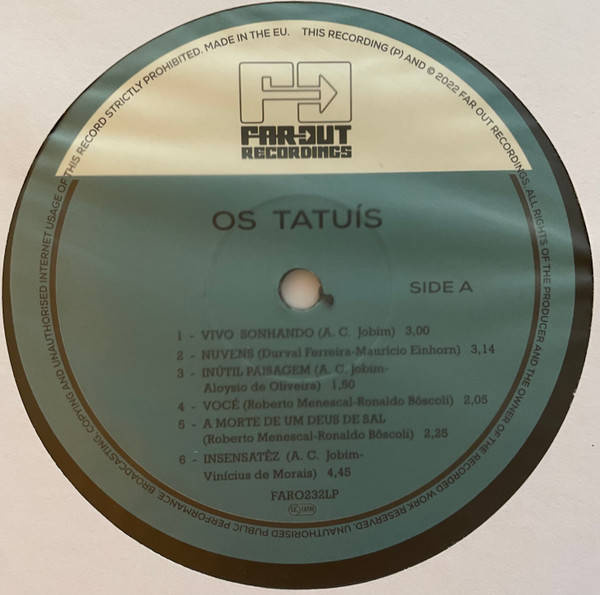 UNAUTHORISED PUBLIC PERFORMANCE BROADCASTING, COPYING AND UNAUTHORISED INTERNET USAGE OF THIS RECORD STRICTLY PROHIBITED. MADE IN THE EU. THIS RECORDING (P) AND © 2022 FAR OUT RECORDINGS. ALL RIGHTS OF THE PRODUCER AND THE OWNER OF THE RECORDED WORK RESERVED.
FAR OUT
RECORDINGS
OS TATUÍS
SIDE A
1 - VIVO SONHANDO (A. C. Jobim) 3,00
2 - NUVENS (Durval Ferreira-Maurício Einhorn) 3,14
3 - INÚTIL PAISAGEM (A. C. Jobim-
Aloysio de Oliveira) 1,50
4 - VOCÊ (Roberto Menescal-Ronaldo Bôscoli) 2,05
5 - A MORTE DE UM DEUS DE SAL
(Roberto Menescal-Ronaldo Bôscoli) 2,25
6 - INSENSATÊZ (A. C. Jobim-
Vinícius de Morais) 4,45
FARO232LP